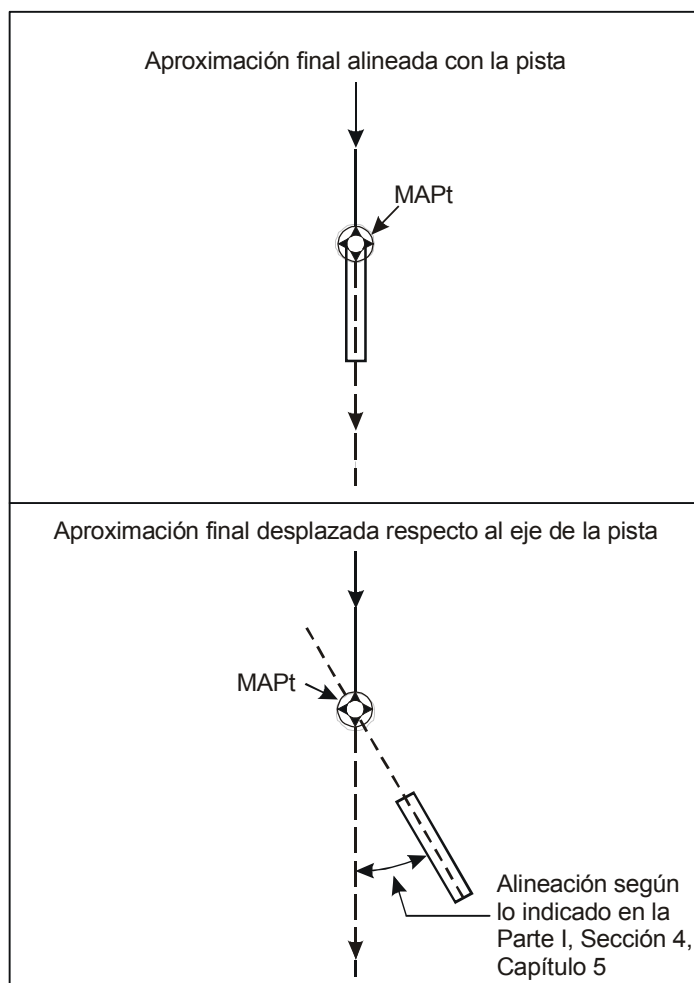 Aproximación final alineada con la pista
MAPt
Aproximación final desplazada respecto al eje de la pista
MAPt
Alineación según
lo indicado en la
Parte I, Sección 4,
Capítulo 5